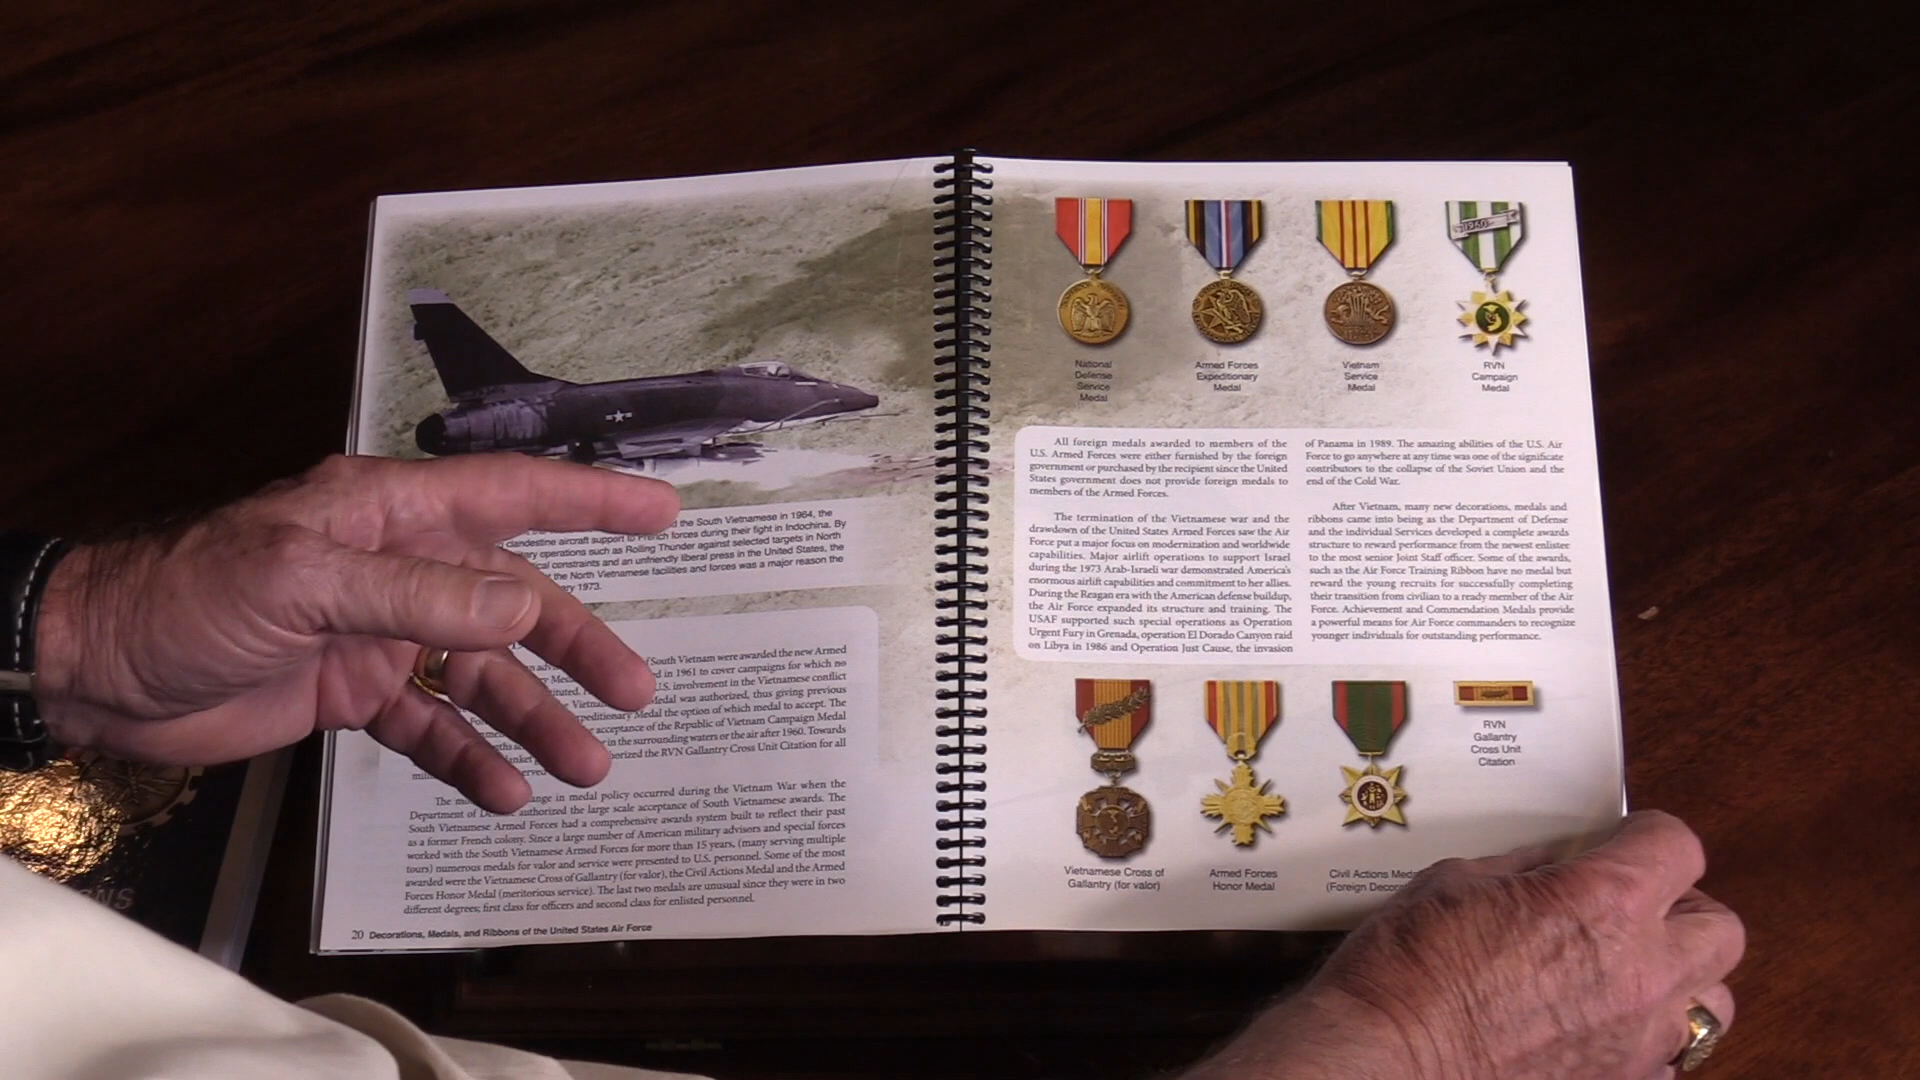 the South Vietnamese in 1964, the
clandestine aircraft support to French forces during their fight in Indochina. By
operations such as Rolling Thunder against selected targets in North
constraints and an unfriendly liberal press in the United States, the
the North Vietnamese facilities and forces was a major reason the
1973.
South Vietnam were awarded the new Armed
in 1961 to cover campaigns for which no
U.S. involvement in the Vietnamese conflict
Medal was authorized, thus giving previous
Medal the option of which medal to accept. The
acceptance of the Republic of Vietnam Campaign Medal
in the surrounding waters or the air after 1960. Towards
the RVN Gallantry Cross Unit Citation for all
The in medal policy occurred during the Vietnam War when the
Department of authorized the large scale acceptance of South Vietnamese awards. The
South Vietnamese Armed Forces had a comprehensive awards system built to reflect their past
as a former French colony. Since a large number of American military advisors and special forces
worked with the South Vietnamese Armed Forces for more than 15 years, (many serving multiple
tours) numerous medals for valor and service were presented to U.S. personnel. Some of the most
awarded were the Vietnamese Cross of Gallantry (for valor), the Civil Actions Medal and the Armed
Forces Honor Medal (meritorious service). The last two medals are unusual since they were in two
different degrees; first class for officers and second class for enlisted personnel.
20 Decorations, Medals, and Ribbons of the United States Air Force
1960
National
Defense
Service
Medal
Armed Forces
Expeditionary
Medal
Vietnam
Service
Medal
RVN
Campaign
Medal
All foreign medals awarded to members of the
U.S. Armed Forces were either furnished by the foreign
government or purchased by the recipient since the United
States government does not provide foreign medals to
members of the Armed Forces.
The termination of the Vietnamese war and the
drawdown of the United States Armed Forces saw the Air
Force put a major focus on modernization and worldwide
capabilities. Major airlift operations to support Israel
during the 1973 Arab-Israeli war demonstrated America's
enormous airlift capabilities and commitment to her allies.
During the Reagan era with the American defense buildup,
the Air Force expanded its structure and training. The
USAF supported such special operations as Operation
Urgent Fury in Grenada, operation El Dorado Canyon raid
on Libya in 1986 and Operation Just Cause, the invasion
of Panama in 1989. The amazing abilities of the U.S. Air
Force to go anywhere at any time was one of the significate
contributors to the collapse of the Soviet Union and the
end of the Cold War.
After Vietnam, many new decorations, medals and
ribbons came into being as the Department of Defense
and the individual Services developed a complete awards
structure to reward performance from the newest enlistee
to the most senior Joint Staff officer. Some of the awards,
such as the Air Force Training Ribbon have no medal but
reward the young recruits for successfully completing
their transition from civilian to a ready member of the Air
Force. Achievement and Commendation Medals provide
a powerful means for Air Force commanders to recognize
younger individuals for outstanding performance.
Vietnamese Cross of
Gallantry (for valor)
Armed Forces
Honor Medal
Civil Actions
(Foreign
RVN
Gallantry
Cross Unit
Citation